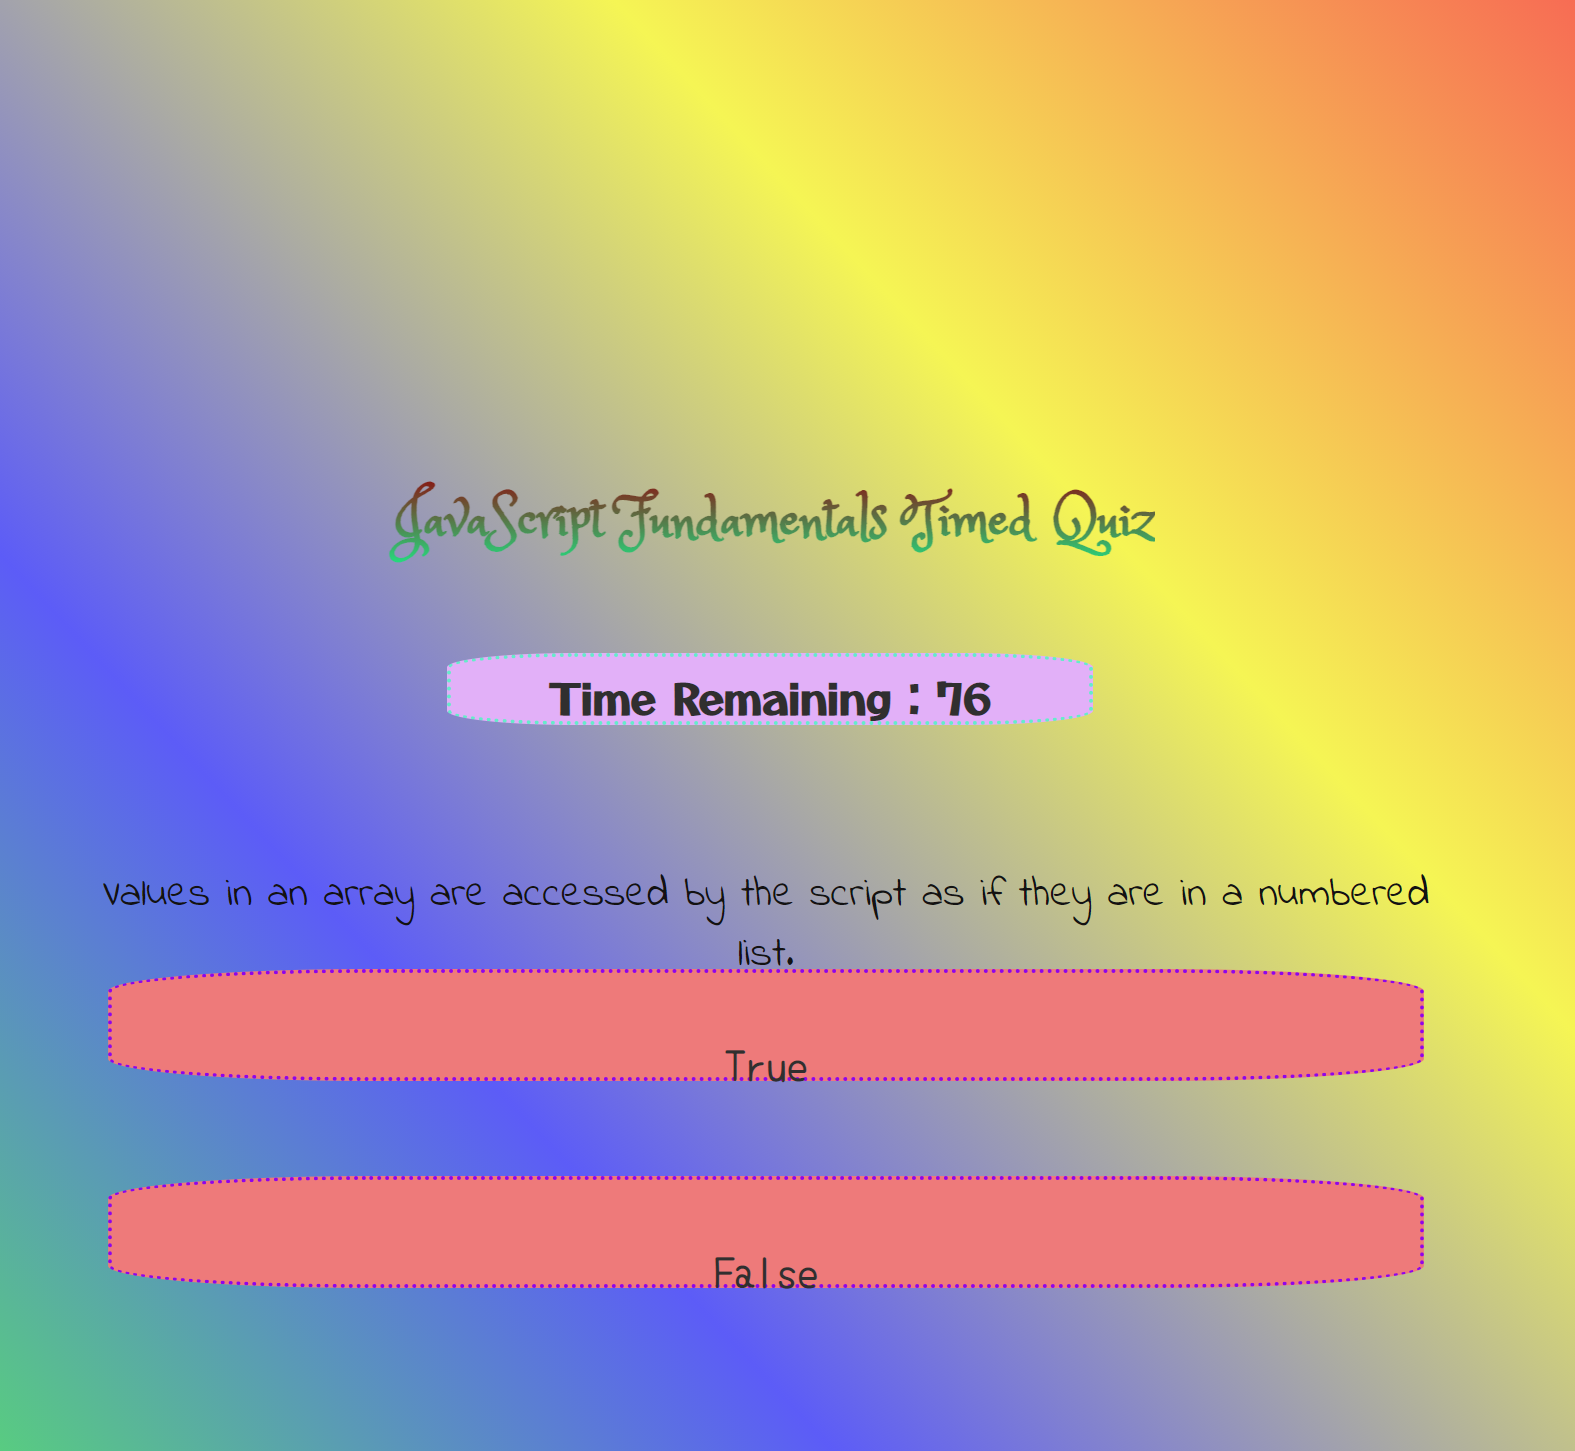 JavaScript Fundamentals Timed Quiz
Time Remaining : 76
Values in an array are accessed by the script as if they are in a numbered
list.
True
False